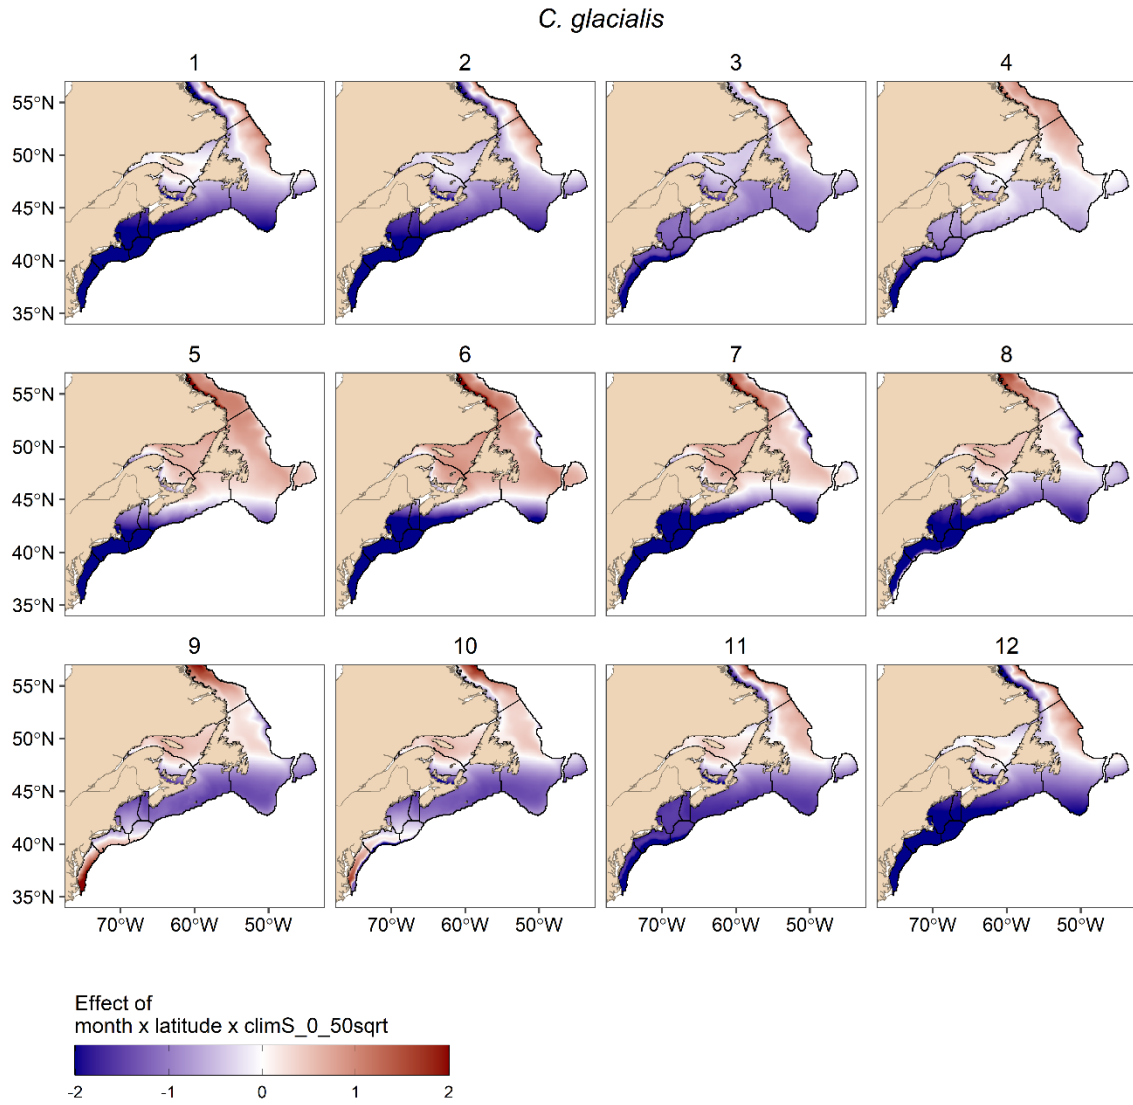 C. glacialis
1 2 3 4
55°N
50°N
45°N
40°N
35°N
5 6 7 8
55°N
50°N
45°N
40°N
35°N
9 10 11 12
55°N
50°N
45°N
40°N
35°N
70°W 60°W 50°W 70°W 60°W 50°W 70°W 60°W 50°W 70°W 60°W 50°W
Effect of
month x latitude x climS_0_50sqrt
-2 -1 0 1 2